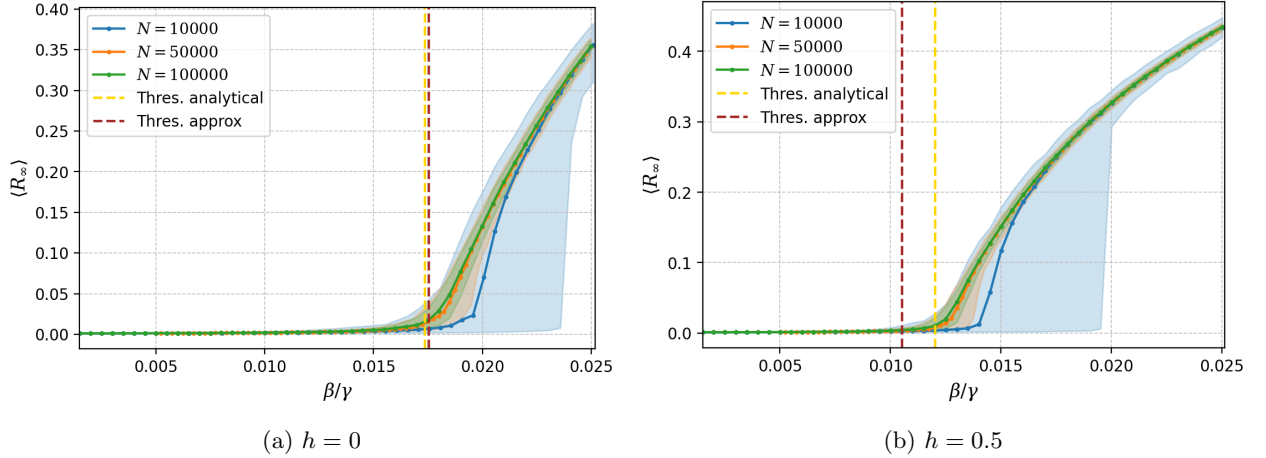 0.40
0.35
0.30
0.25
0.20
0.15
0.10
0.05
0.00
⟨R∞⟩
N = 10000
N = 50000
N = 100000
Thres. analytical
Thres. approx
0.005 0.010 0.015 0.020 0.025
β/γ
(a) h = 0
0.4
0.3
0.2
0.1
0.0
⟨R∞⟩
N = 10000
N = 50000
N = 100000
Thres. analytical
Thres. approx
0.005 0.010 0.015 0.020 0.025
β/γ
(b) h = 0.5